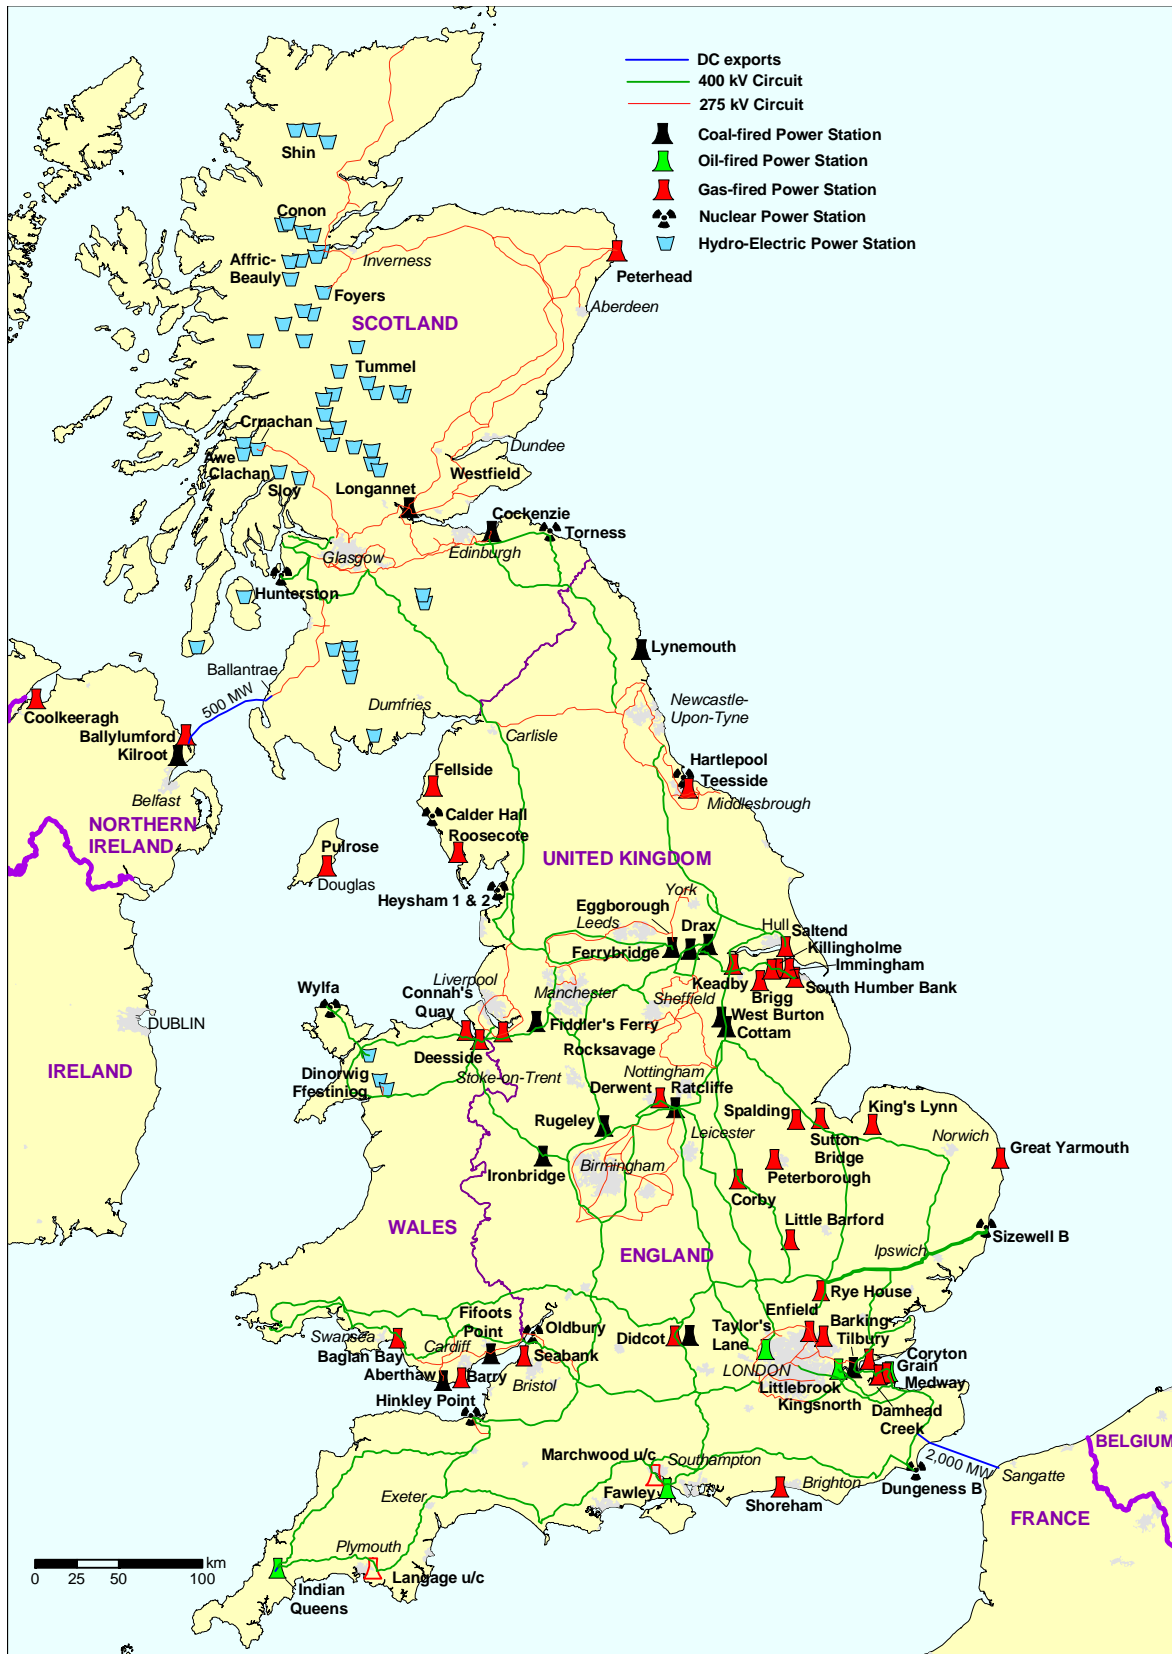 DC exports
400 kV Circuit
275 kV Circuit
Coal-fired Power Station
Oil-fired Power Station
Gas-fired Power Station
Nuclear Power Station
Hydro-Electric Power Station
Shin
Conon
Affric-
Beauly
Inverness
Foyers
Peterhead
Aberdeen
SCOTLAND
Tummel
Cruachan
Awe
Clachan
Sloy
Dundee
Westfield
Longannet
Cockenzie
Torness
Edinburgh
Glasgow
Hunterston
Lynemouth
Ballantrae
500 MW
Dumfries
Newcastle-
Upon-Tyne
Coolkeeragh
Ballylumford
Kilroot
Carlisle
Belfast
Hartlepool
Teesside
Middlesbrough
Fellside
Calder Hall
Roosecote
NORTHERN
IRELAND
Pulrose
Douglas
UNITED KINGDOM
Heysham 1 & 2
York
Eggborough
Leeds
Drax
Hull
Saltend
Ferrybridge
Killingholme
Immingham
Keadby
South Humber Bank
Brigg
Liverpool
Manchester
Sheffield
Wylfa
Connah's
Quay
West Burton
Cottam
DUBLIN
Fiddler's Ferry
Deesside
Rocksavage
IRELAND
Dinorwig
Ffestiniog
Stoke-on-Trent
Nottingham
Derwent
Ratcliffe
Spalding
King's Lynn
Rugeley
Leicester
Sutton
Bridge
Norwich
Great Yarmouth
Ironbridge
Birmingham
Peterborough
Corby
WALES
ENGLAND
Little Barford
Ipswich
Sizewell B
Rye House
Enfield
Fifoots
Point
Oldbury
Didcot
Taylor's
Lane
Barking
Tilbury
Swansea
Baglan Bay
Cardiff
Seabank
Coryton
Grain
Medway
Aberthaw
Barry
Bristol
LONDON
Littlebrook
Kingsnorth
Hinkley Point
Damhead
Creek
Marchwood u/c
Southampton
2,000 MW
BELGIUM
Sangatte
Fawley
Brighton
Dungeness B
Shoreham
FRANCE
Exeter
Plymouth
km
0 25 50 100
Indian
Queens
Langage u/c